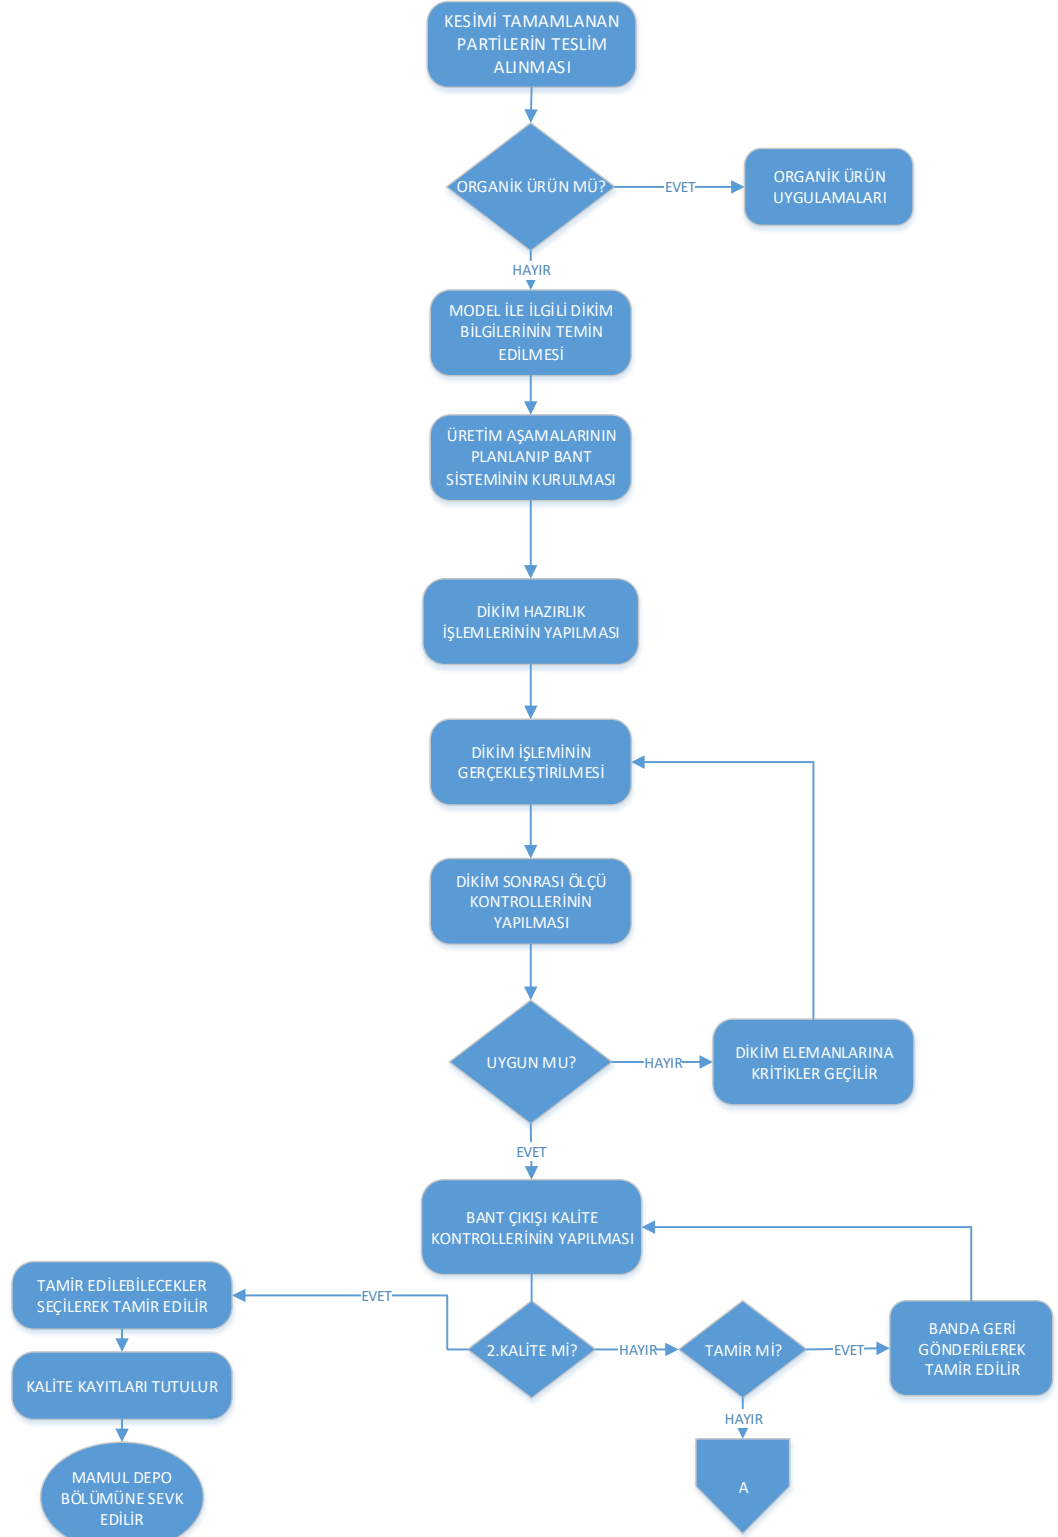 KESİMİ TAMAMLANAN
PARTİLERİN TESLİM
ALINMASI
ORGANİK ÜRÜN MÜ?
EVET
ORGANİK ÜRÜN
UYGULAMALARI
HAYIR
MODEL İLE İLGİLİ DİKİM
BİLGİLERİNİN TEMİN
EDİLMESİ
ÜRETİM AŞAMALARININ
PLANLANIP BANT
SİSTEMİNİN KURULMASI
DİKİM HAZIRLIK
İŞLEMLERİNİN YAPILMASI
DİKİM İŞLEMİNİN
GERÇEKLEŞTİRİLMESİ
DİKİM SONRASI ÖLÇÜ
KONTROLLERİNİN
YAPILMASI
UYGUN MU?
HAYIR
DİKİM ELEMANLARINA
KRİTİKLER GEÇİLİR
EVET
BANT ÇIKIŞI KALİTE
KONTROLLERİNİN YAPILMASI
TAMİR EDİLEBİLECEKLER
SEÇİLEREK TAMİR EDİLİR
EVET
2.KALİTE Mİ?
HAYIR
TAMİR Mİ?
EVET
BANDA GERİ
GÖNDERİLEREK
TAMİR EDİLİR
KALİTE KAYITLARI TUTULUR
HAYIR
MAMUL DEPO
BÖLÜMÜNE SEVK
EDİLİR
A